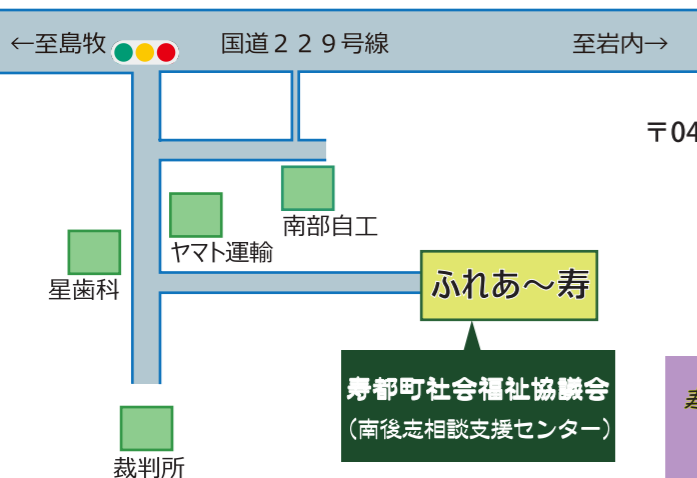 ←至島牧
国道２２９号線
至岩内→
〒04
南部自工
ヤマト運輸
星歯科
ふれあ～寿
寿都町社会福祉協議会
（南後志相談支援センター）
裁判所